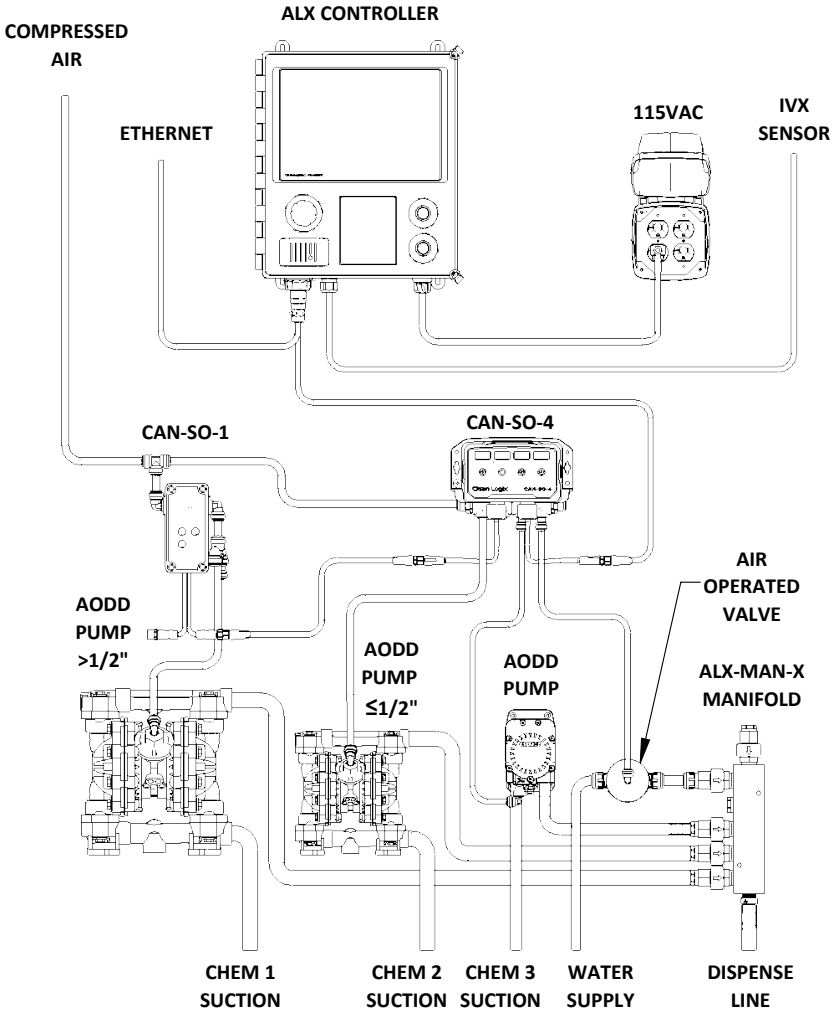 ALX CONTROLLER
COMPRESSED
AIR
ETHERNET
115VAC
IVX
SENSOR
CAN-SO-1
CAN-SO-4
CAN-SO-4
AIR
OPERATED
VALVE
AODD
PUMP
>1/2"
AODD
PUMP
≤1/2"
AODD
PUMP
ALX-MAN-X
MANIFOLD
CHEM 1
SUCTION
CHEM 2
SUCTION
CHEM 3
SUCTION
WATER
SUPPLY
DISPENSE
LINE